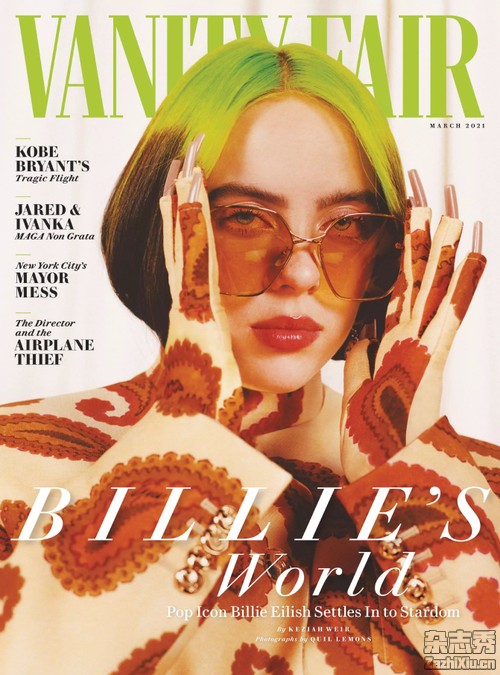 VANITY FAIR
MARCH 2021
KOBE
BRYANT'S
Tragic Flight
JARED &
IVANKA
MAGA Non Grata
New York City's
MAYOR
MESS
The Director
and the
AIRPLANE
THIEF
BILLIE'S
World
Pop Icon Billie Eilish Settles In to Stardom
By KEZIAH WEIR
Photographs by QUIL LEMONS
杂志秀
ZaZhiXiu.cn